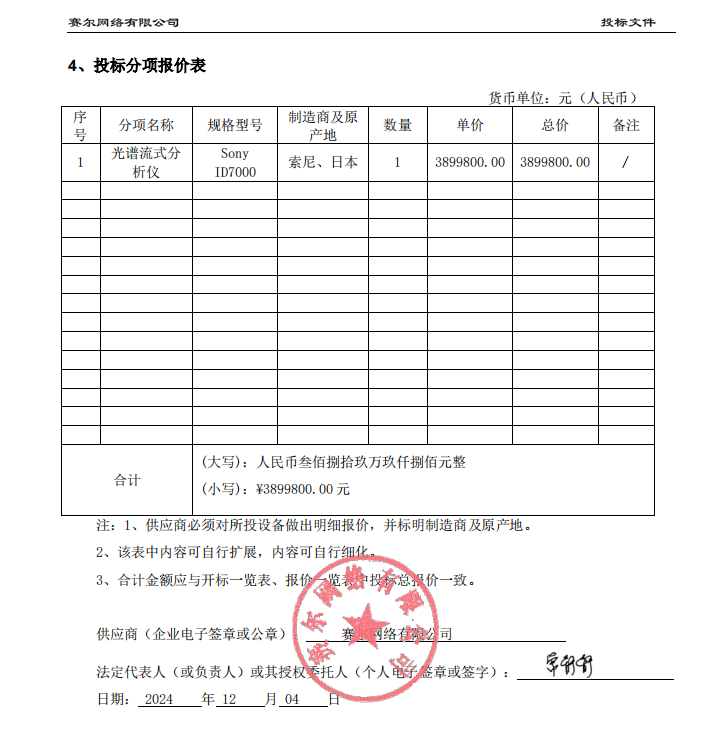 赛尔网络有限公司 投标文件
4、投标分项报价表
货币单位：元（人民币）
序号 分项名称 规格型号 制造商及原产地 数量 单价 总价 备注
1 光谱流式分析仪 Sony ID7000 索尼、日本 1 3899800.00 3899800.00 /
合计 (大写)：人民币叁佰捌拾玖万玖仟捌佰元整
(小写)：¥3899800.00 元
注：1、供应商必须对所投设备做出明细报价，并标明制造商及原产地。
2、该表中内容可自行扩展，内容可自行细化。
3、合计金额应与开标一览表、报价一览表中投标总报价一致。
供应商（企业电子签章或公章） 赛尔网络有限公司
法定代表人（或负责人）或其授权委托人（个人电子签章或签字）：
日期： 2024 年 12 月 04 日
赛尔网络有限公司